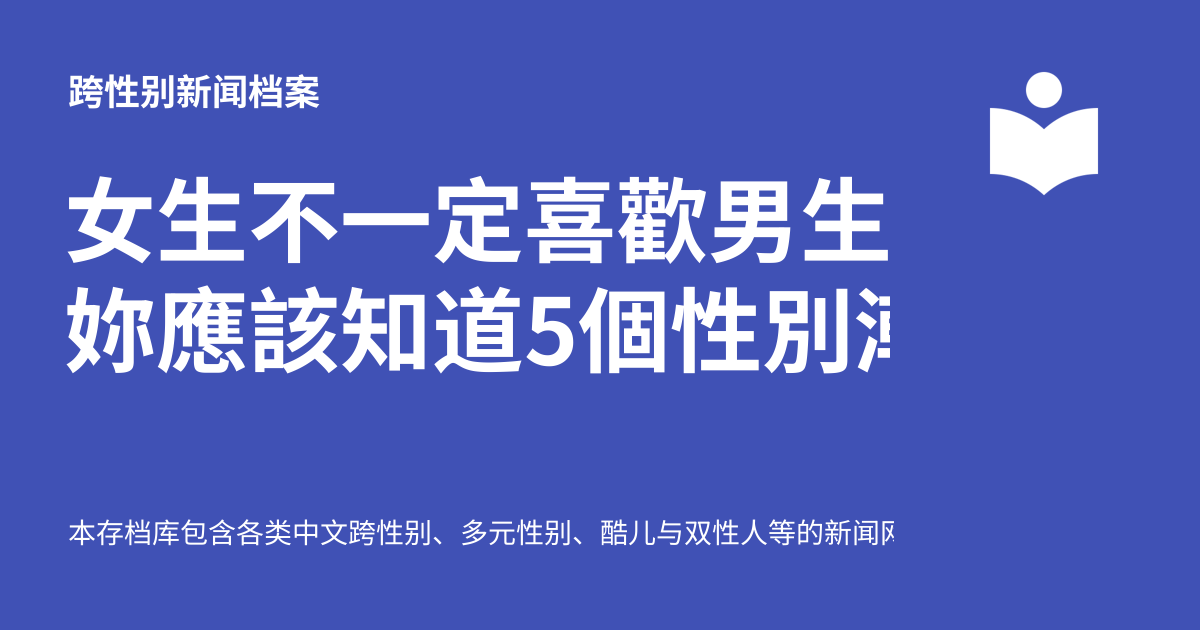 跨性别新闻档案
女生不一定喜歡男生
妳應該知道5個性別
本存档库包含各类中文跨性别、多元性别、酷儿与双性人等的新闻